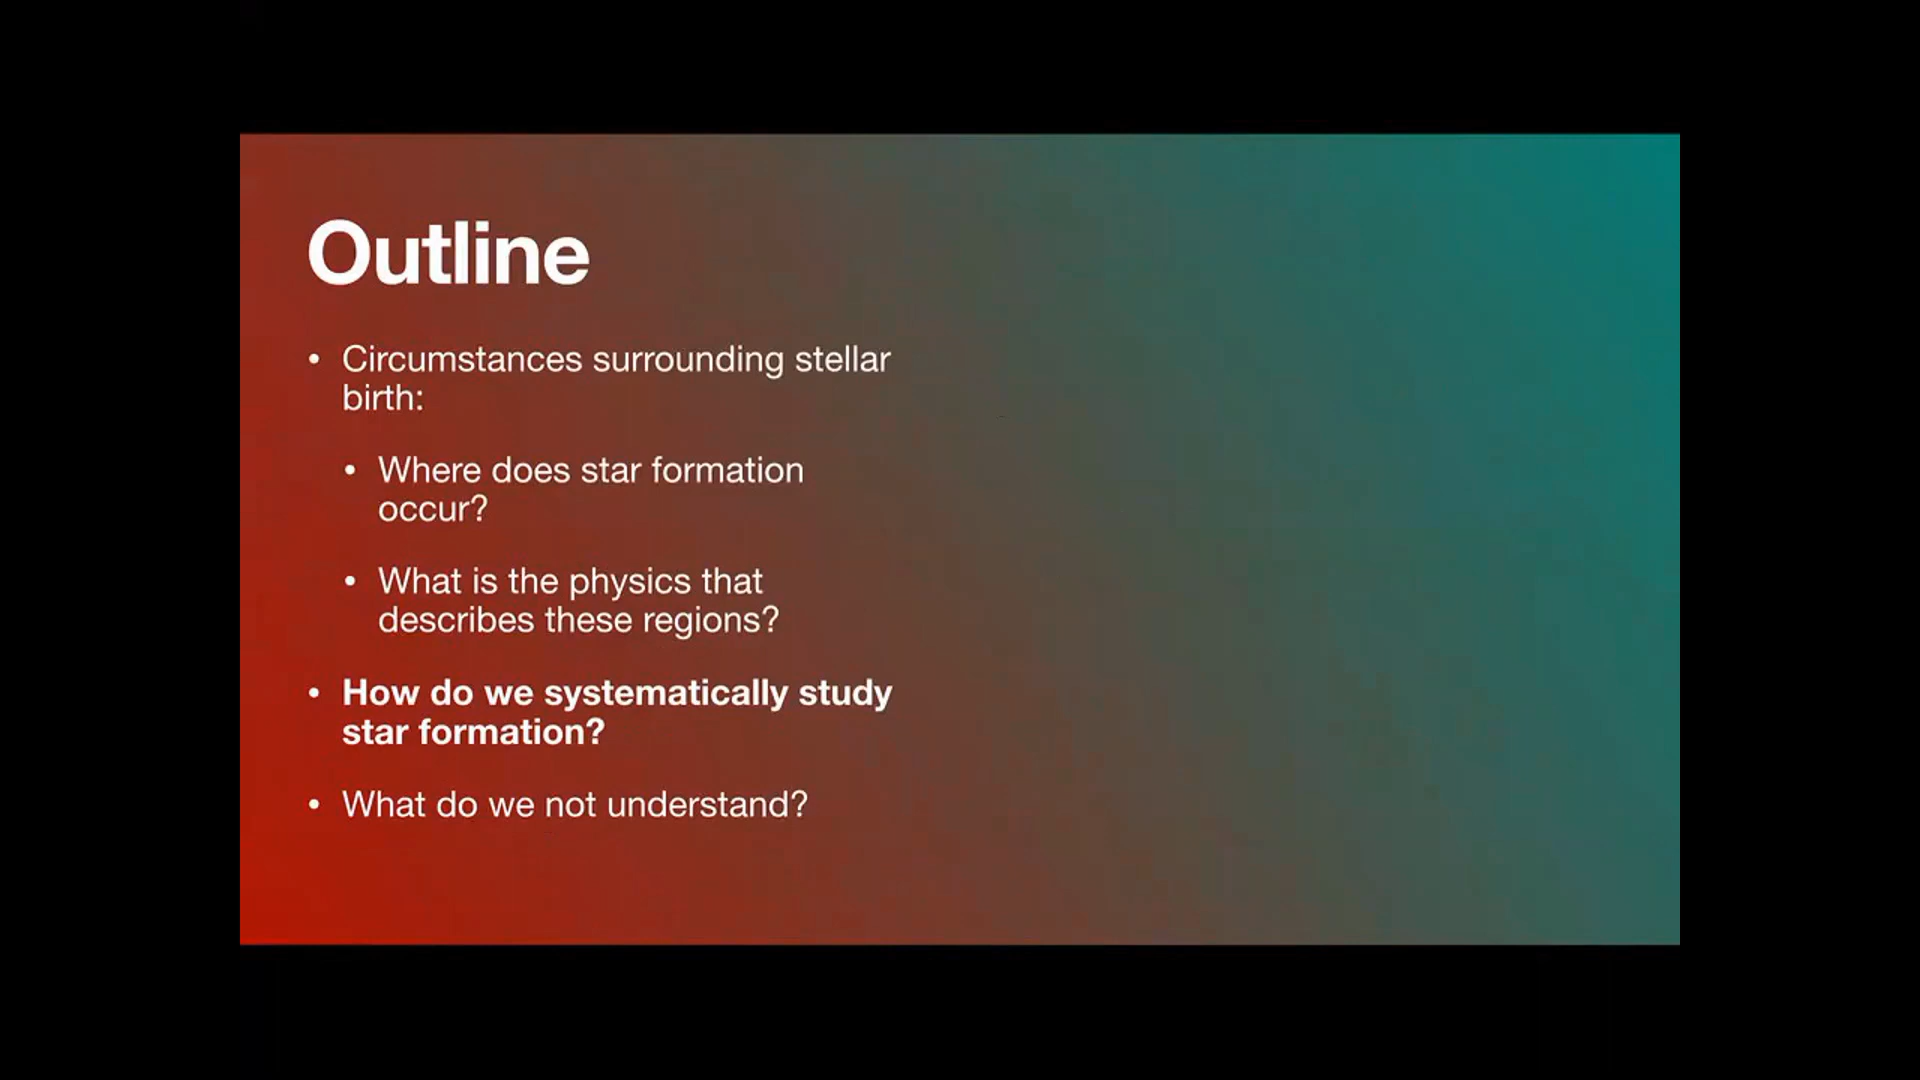 Outline
• Circumstances surrounding stellar
birth:
• Where does star formation
occur?
• What is the physics that
describes these regions?
• How do we systematically study
star formation?
• What do we not understand?